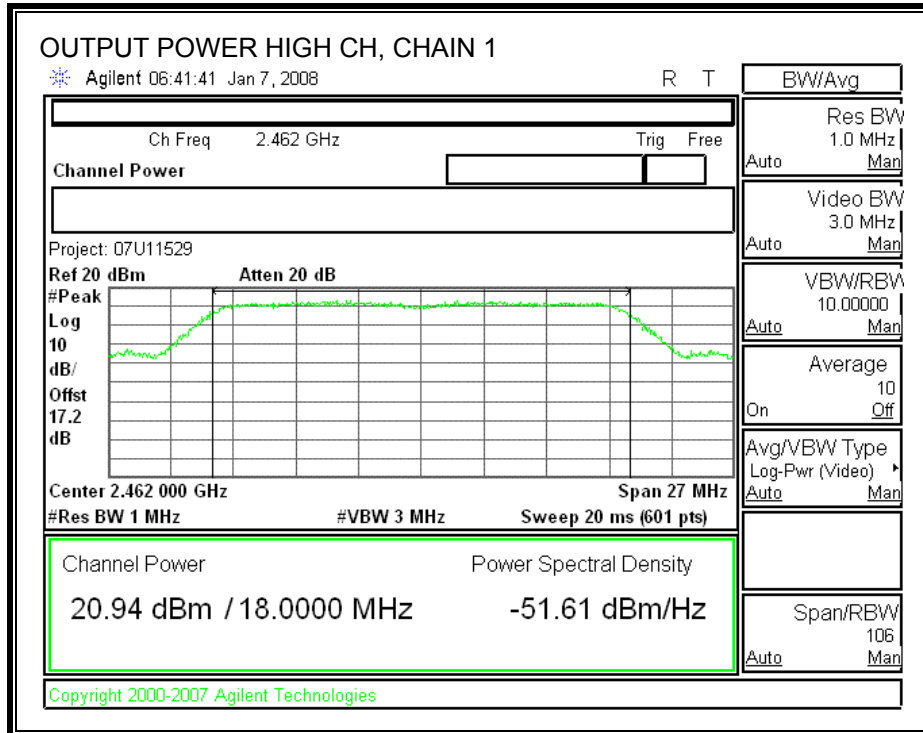 OUTPUT POWER HIGH CH, CHAIN 1
Agilent 06:41:41 Jan 7, 2008
R T
Ch Freq 2.462 GHz
Trig Free
Channel Power
Project: 07U11529
Ref 20 dBm
Atten 20 dB
#Peak
Log
10
dB/
Offst
17.2
dB
Center 2.462 000 GHz
Span 27 MHz
#Res BW 1 MHz
#VBW 3 MHz
Sweep 20 ms (601 pts)
Channel Power
Power Spectral Density
20.94 dBm / 18.0000 MHz
-51.61 dBm/Hz
Copyright 2000-2007 Agilent Technologies
BW/Avg
Res BW
1.0 MHz
Auto Man
Video BW
3.0 MHz
Auto Man
VBW/RBW
10.00000
Auto Man
Average
10
On Off
Avg/VBW Type
Log-Pwr (Video)
Auto Man
Span/RBW
106
Auto Man